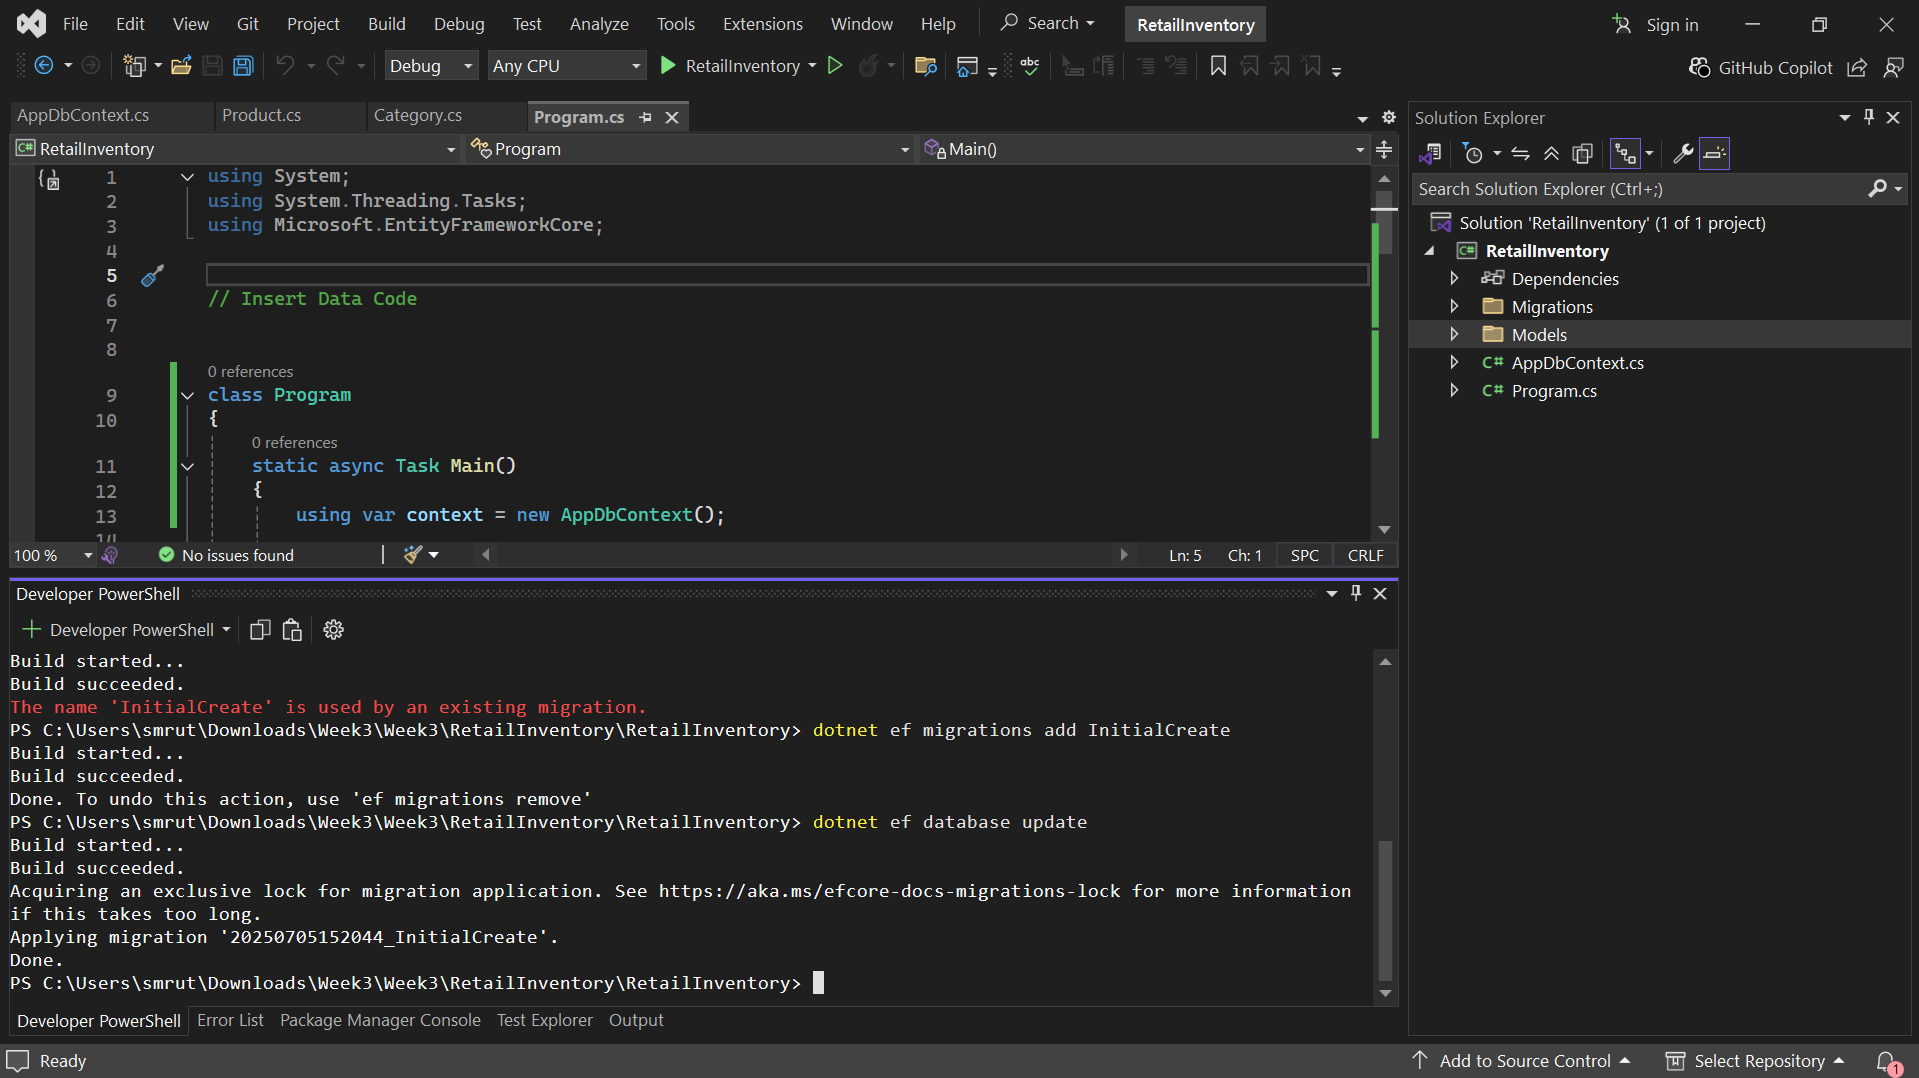 File Edit View Git Project Build Debug Test Analyze Tools Extensions Window Help Search RetailInventory Sign in
Debug Any CPU RetailInventory abc GitHub Copilot
AppDbContext.cs Product.cs Category.cs Program.cs
C# RetailInventory Program Main()
1 using System;
2 using System.Threading.Tasks;
3 using Microsoft.EntityFrameworkCore;
4
5
6 // Insert Data Code
7
8
0 references
9 class Program
10 {
0 references
11 static async Task Main()
12 {
13 using var context = new AppDbContext();
14
100 % No issues found Ln: 5 Ch: 1 SPC CRLF
Solution Explorer
Search Solution Explorer (Ctrl+;)
Solution 'RetailInventory' (1 of 1 project)
C# RetailInventory
Dependencies
Migrations
Models
C# AppDbContext.cs
C# Program.cs
Developer PowerShell
Developer PowerShell
Build started...
Build succeeded.
The name 'InitialCreate' is used by an existing migration.
PS C:\Users\smrut\Downloads\Week3\Week3\RetailInventory\RetailInventory> dotnet ef migrations add InitialCreate
Build started...
Build succeeded.
Done. To undo this action, use 'ef migrations remove'
PS C:\Users\smrut\Downloads\Week3\Week3\RetailInventory\RetailInventory> dotnet ef database update
Build started...
Build succeeded.
Acquiring an exclusive lock for migration application. See https://aka.ms/efcore-docs-migrations-lock for more information
if this takes too long.
Applying migration '20250705152044_InitialCreate'.
Done.
PS C:\Users\smrut\Downloads\Week3\Week3\RetailInventory\RetailInventory>
Developer PowerShell Error List Package Manager Console Test Explorer Output
Ready Add to Source Control Select Repository 1